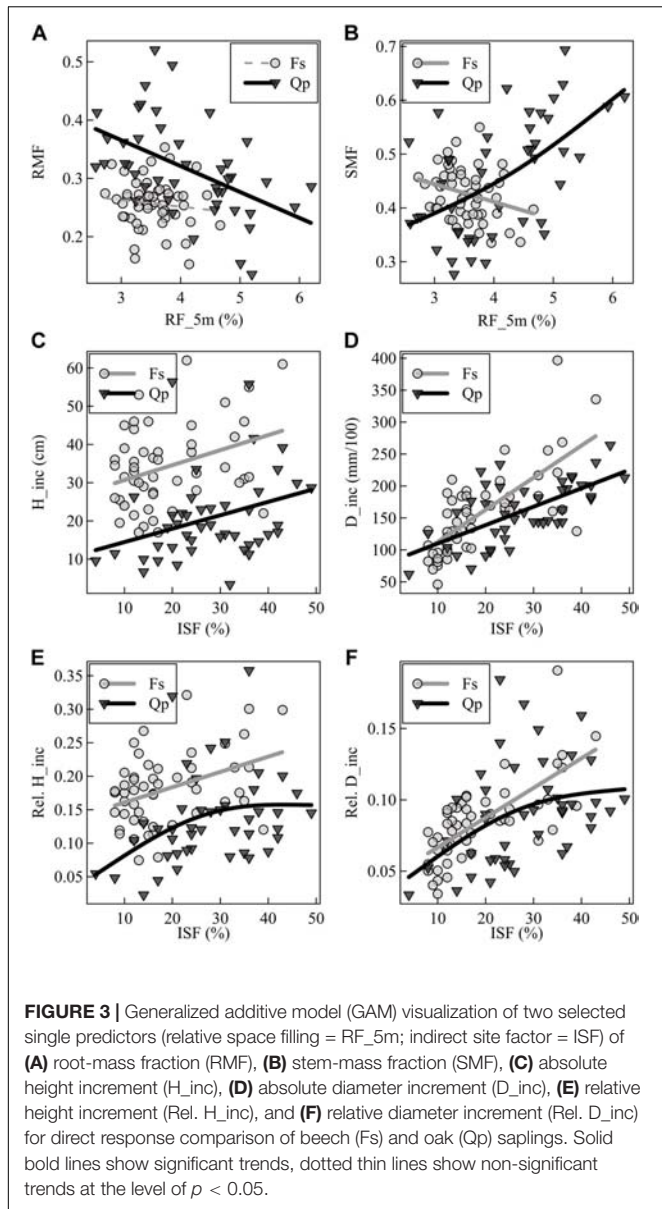 A
B
Fs
Qp
Fs
Qp
0.5
0.4
0.3
0.2
RMF
0.7
0.6
0.5
0.4
0.3
SMF
3 4 5 6
3 4 5 6
RF_5m (%)
RF_5m (%)
C
D
Fs
Qp
Fs
Qp
60
50
40
30
20
10
H_inc (cm)
400
350
300
250
200
150
100
50
D_inc (mm/100)
10 20 30 40 50
10 20 30 40 50
ISF (%)
ISF (%)
E
F
Fs
Qp
Fs
Qp
0.35
0.30
0.25
0.20
0.15
0.10
0.05
Rel. H_inc
0.15
0.10
0.05
Rel. D_inc
10 20 30 40 50
10 20 30 40 50
ISF (%)
ISF (%)
FIGURE 3 | Generalized additive model (GAM) visualization of two selected
single predictors (relative space filling = RF_5m; indirect site factor = ISF) of
(A) root-mass fraction (RMF), (B) stem-mass fraction (SMF), (C) absolute
height increment (H_inc), (D) absolute diameter increment (D_inc), (E) relative
height increment (Rel. H_inc), and (F) relative diameter increment (Rel. D_inc)
for direct response comparison of beech (Fs) and oak (Qp) saplings. Solid
bold lines show significant trends, dotted thin lines show non-significant
trends at the level of p < 0.05.